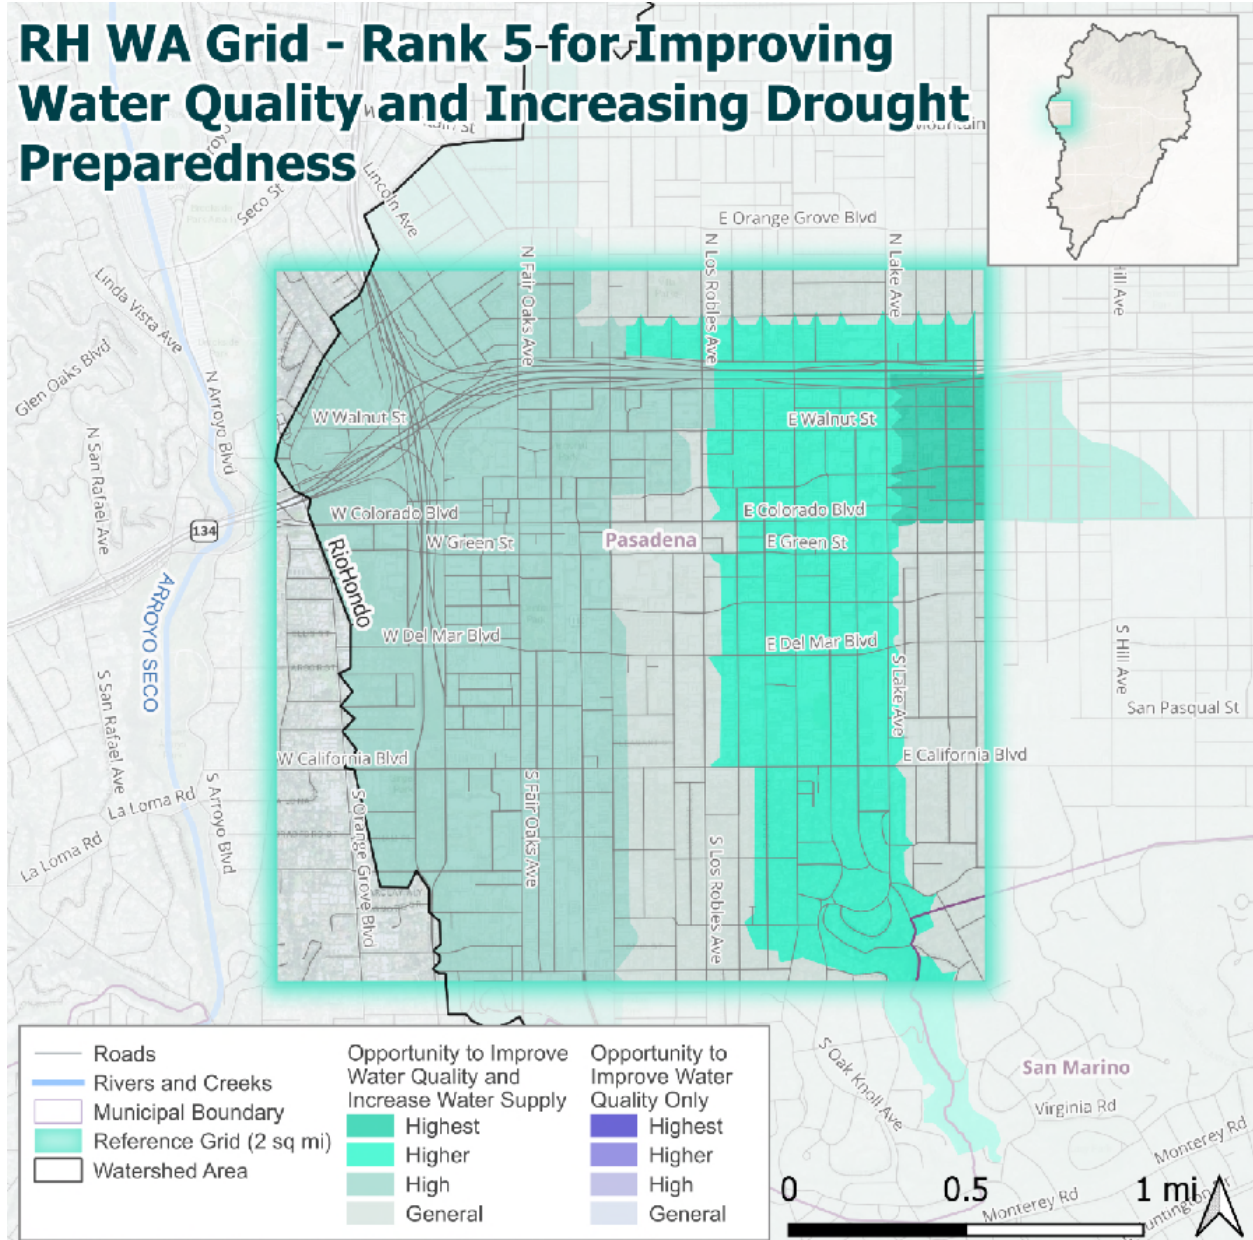 RH WA Grid - Rank 5 for Improving
Water Quality and Increasing Drought
Preparedness
Lincoln Ave
Seco St
E Orange Grove Blvd
N Fair Oaks Ave
N Los Robles Ave
N Lake Ave
Hill Ave
Linda Vista Ave
Glen Oaks Blvd
N Arroyo Blvd
N San Rafael Ave
W Walnut St
E Walnut St
W Colorado Blvd
E Colorado Blvd
134
W Green St
Pasadena
E Green St
RioHondo
ARROYO SECO
W Del Mar Blvd
E Del Mar Blvd
S Lake Ave
S Hill Ave
S San Rafael Ave
San Pasqual St
W California Blvd
E California Blvd
La Loma Rd
S Arroyo Blvd
S Orange Grove Blvd
S Fair Oaks Ave
S Los Robles Ave
La Loma Rd
S Oak Knoll Ave
San Marino
Virginia Rd
Monterey Rd
Monterey Rd
Roads
Rivers and Creeks
Municipal Boundary
Reference Grid (2 sq mi)
Watershed Area
Opportunity to Improve
Water Quality and
Increase Water Supply
Highest
Higher
High
General
Opportunity to
Improve Water
Quality Only
Highest
Higher
High
General
0 0.5 1 mi